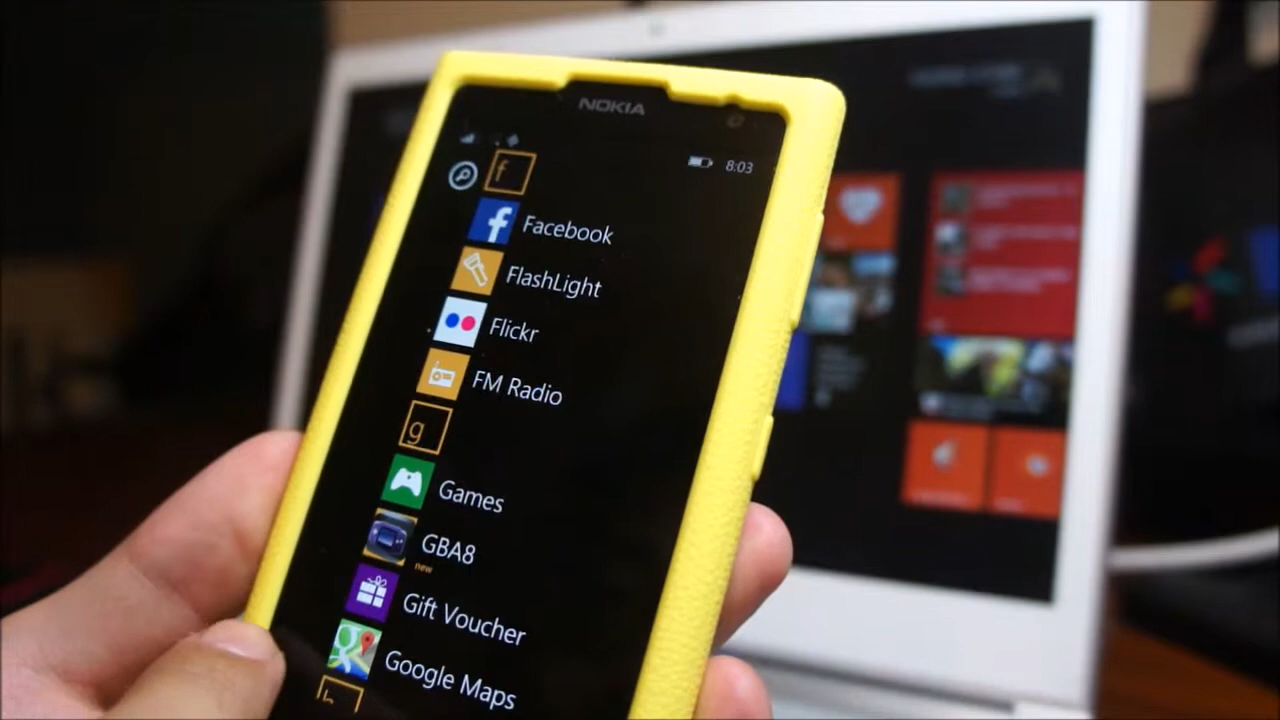 NOKIA
8:03
f
Facebook
FlashLight
Flickr
FM Radio
g
Games
GBA8
new
Gift Voucher
Google Maps
h